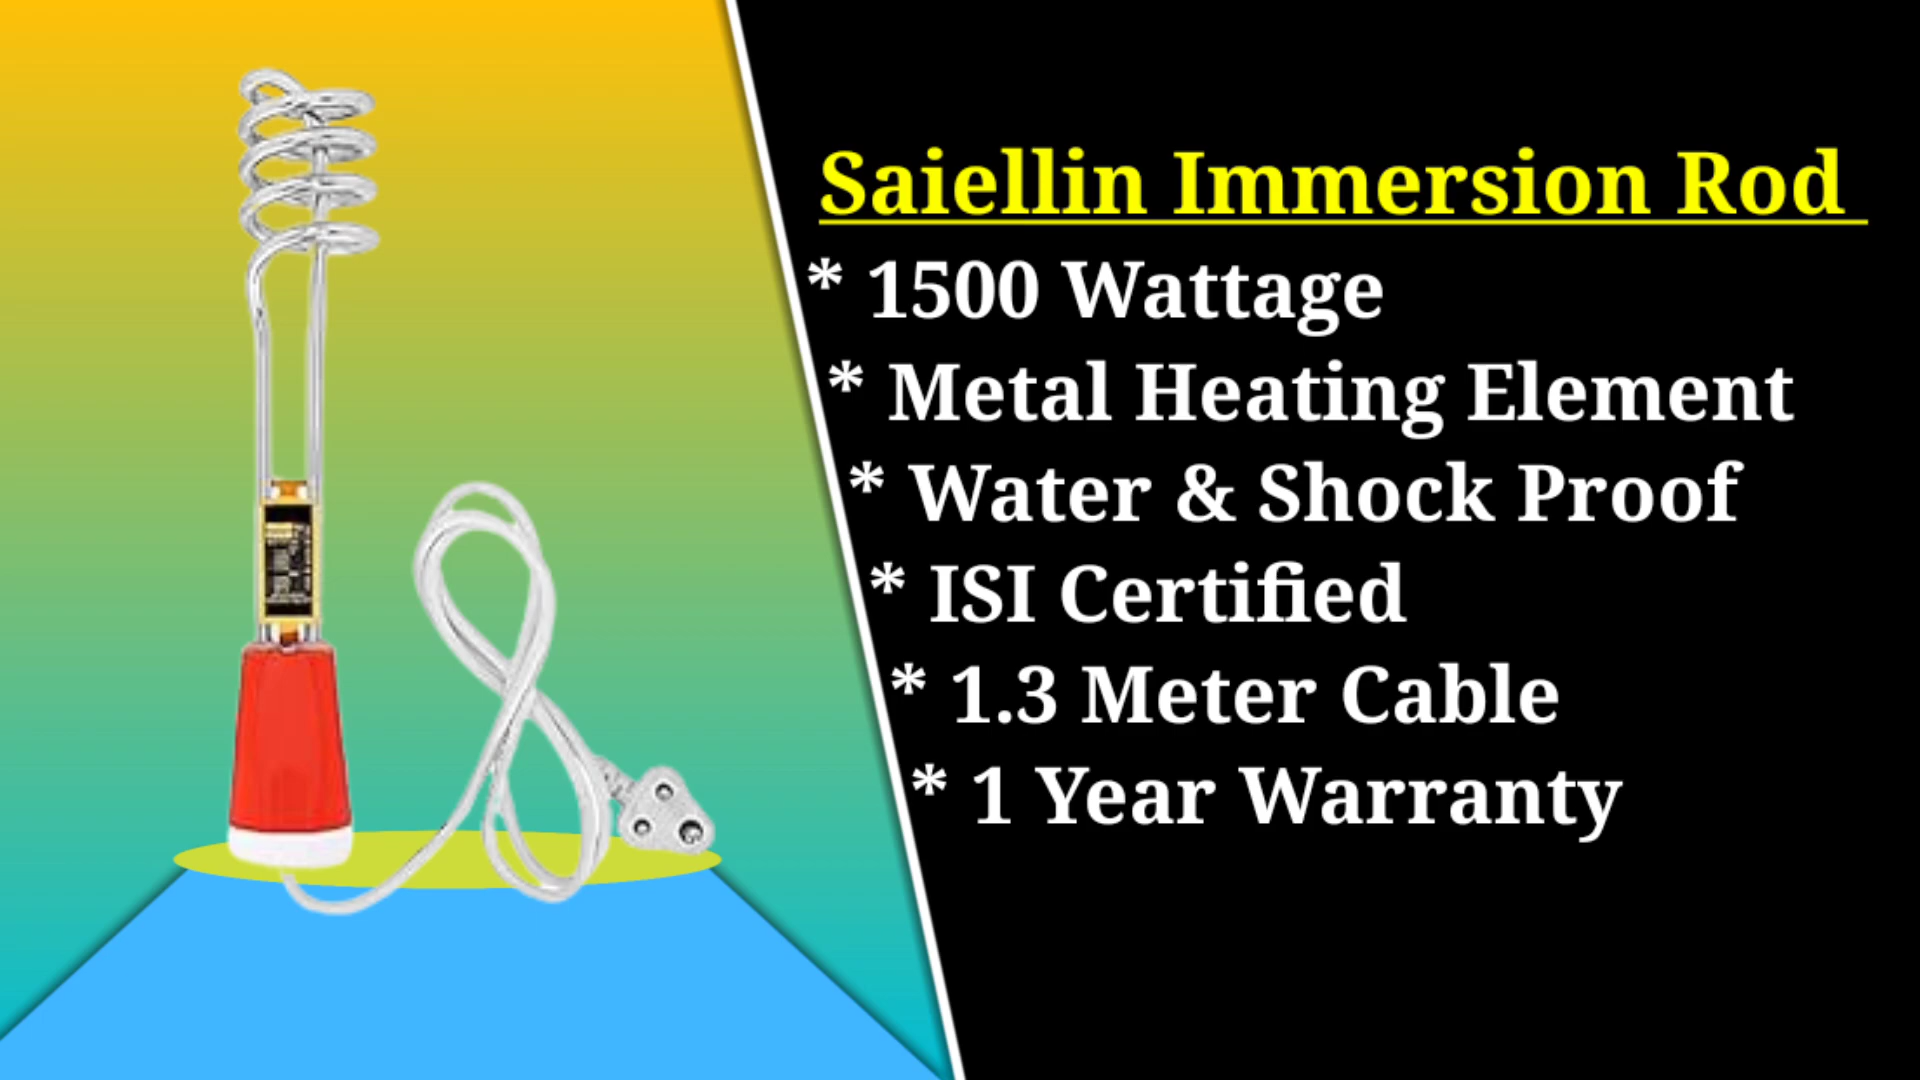 Saiellin Immersion Rod
* 1500 Wattage
* Metal Heating Element
* Water & Shock Proof
* ISI Certified
* 1.3 Meter Cable
* 1 Year Warranty